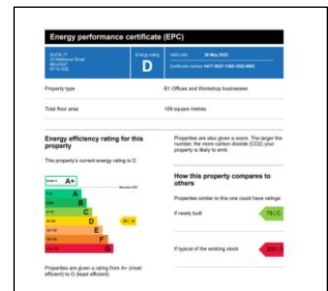 Energy performance certificate (EPC)
SUITE 77
BELFAST
Energy rating
D
Valid until
Certificate number
Property type
B1 Offices and Workshop businesses
Total floor area
109 square metres
Energy efficiency rating for this
property
This property's current energy rating is D.
A+
A
B
C
D
E
F
G
Properties are given a rating from A+ (most
efficient) to G (least efficient).
Properties are also given a score. The larger the
number, the more carbon dioxide (CO2) your
property is likely to emit.
How this property compares to
others
Properties similar to this one could have ratings:
If newly built
75 | C
If typical of the existing stock